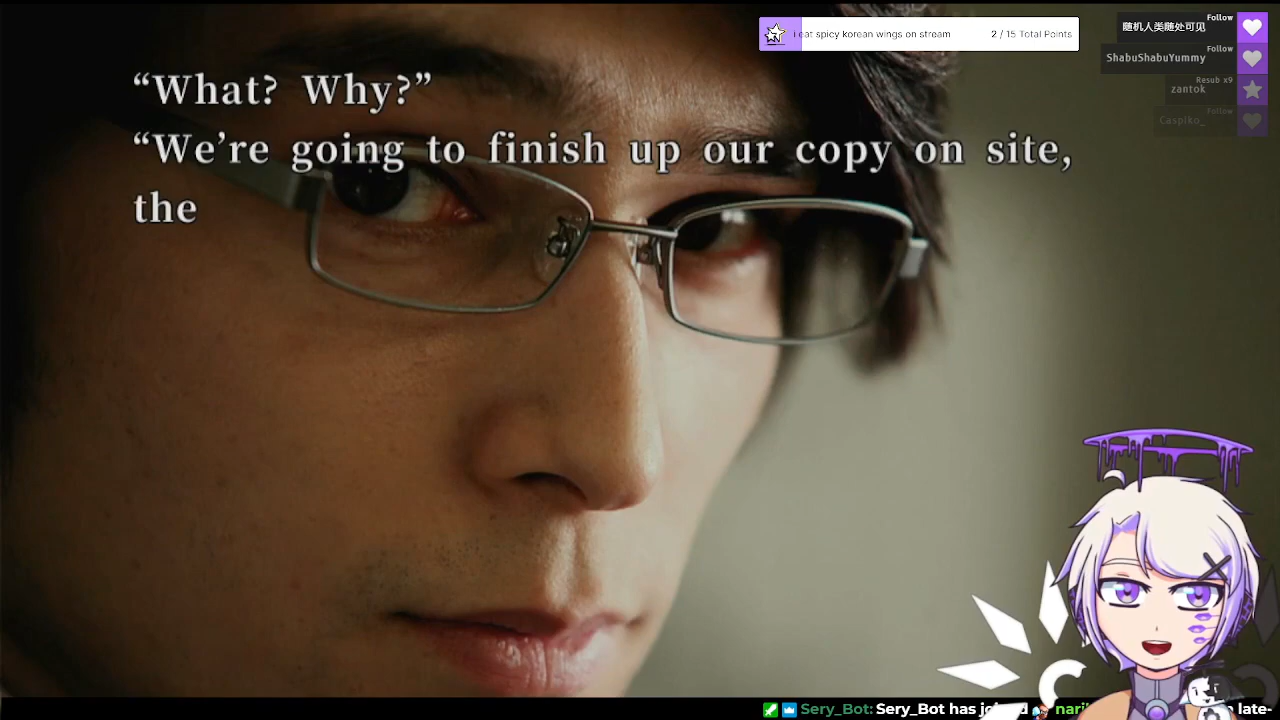 i eat spicy korean wings on stream 2 / 15 Total Points
Follow
随机人类随处可见
Follow
ShabuShabuYummy
Resub x9
zantok
Follow
Casplko_
“What? Why?”
“We’re going to finish up our copy on site,
the
Sery_Bot: Sery_Bot has late-